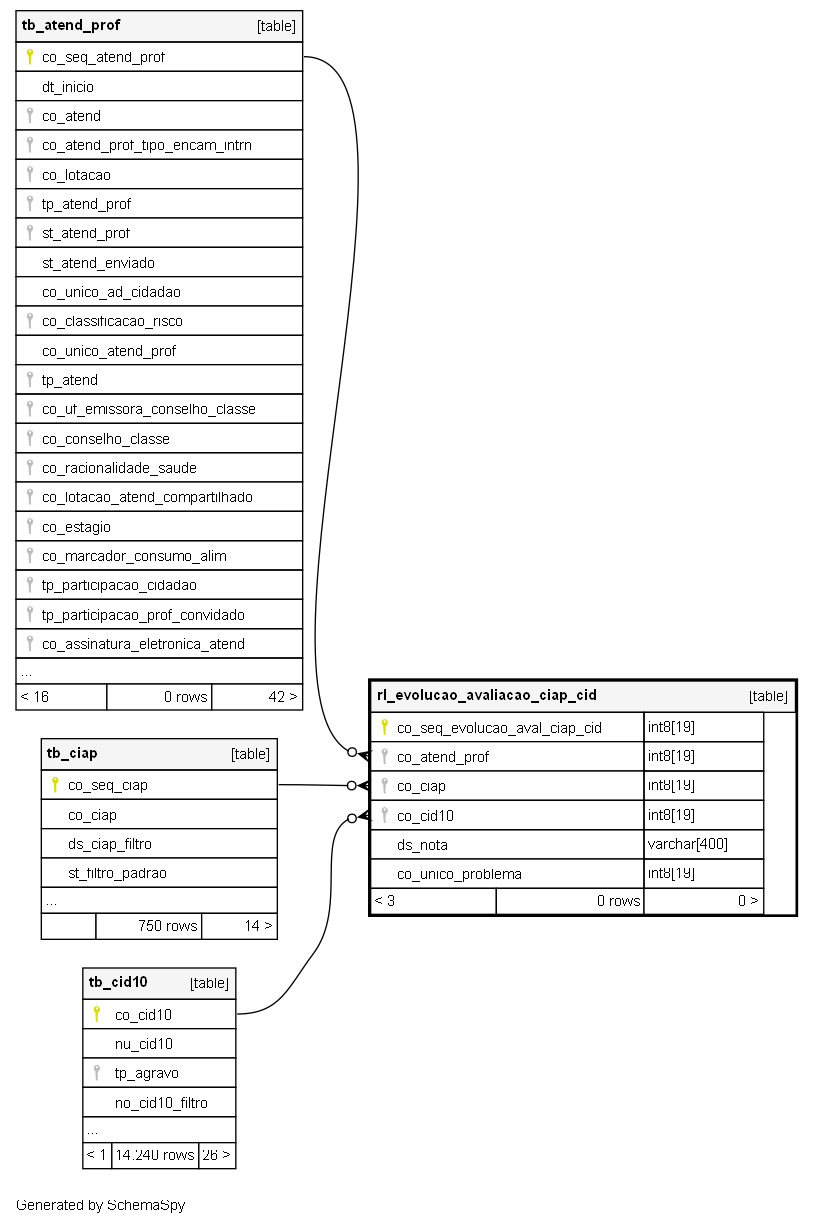 tb_atend_prof [table]
co_seq_atend_prof
dt_inicio
co_atend
co_atend_prof_tipo_encam_intrn
co_lotacao
tp_atend_prof
st_atend_prof
st_atend_enviado
co_unico_ad_cidadao
co_classificacao_risco
co_unico_atend_prof
tp_atend
co_uf_emissora_conselho_classe
co_conselho_classe
co_racionalidade_saude
co_lotacao_atend_compartilhado
co_estagio
co_marcador_consumo_alim
tp_participacao_cidadao
tp_participacao_prof_convidado
co_assinatura_eletronica_atend
...
< 16 0 rows 42 >
rl_evolucao_avaliacao_ciap_cid [table]
co_seq_evolucao_aval_ciap_cid int8[19]
co_atend_prof int8[19]
co_ciap int8[19]
co_cid10 int8[19]
ds_nota varchar[400]
co_unico_problema int8[19]
< 3 0 rows 0 >
tb_ciap [table]
co_seq_ciap
co_ciap
ds_ciap_filtro
st_filtro_padrao
...
750 rows 14 >
tb_cid10 [table]
co_cid10
nu_cid10
tp_agravo
no_cid10_filtro
...
< 1 14.240 rows 26 >
Generated by SchemaSpy